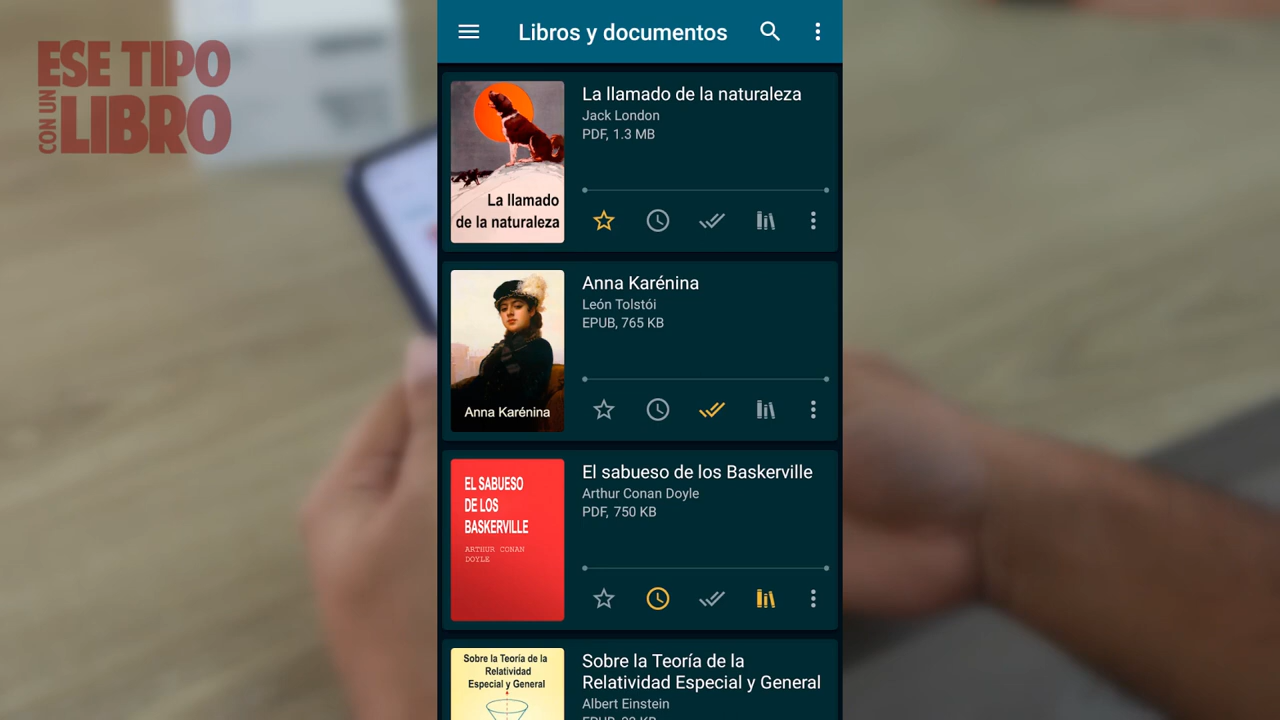 ESE TIPO
CON UN
LIBRO
Libros y documentos
La llamado
de la naturaleza
La llamado de la naturaleza
Jack London
PDF, 1.3 MB
Anna Karénina
Anna Karénina
León Tolstói
EPUB, 765 KB
EL SABUESO
DE LOS
BASKERVILLE
ARTHUR CONAN
DOYLE
El sabueso de los Baskerville
Arthur Conan Doyle
PDF, 750 KB
Sobre la Teoría de la
Relatividad
Especial y General
Sobre la Teoría de la
Relatividad Especial y General
Albert Einstein